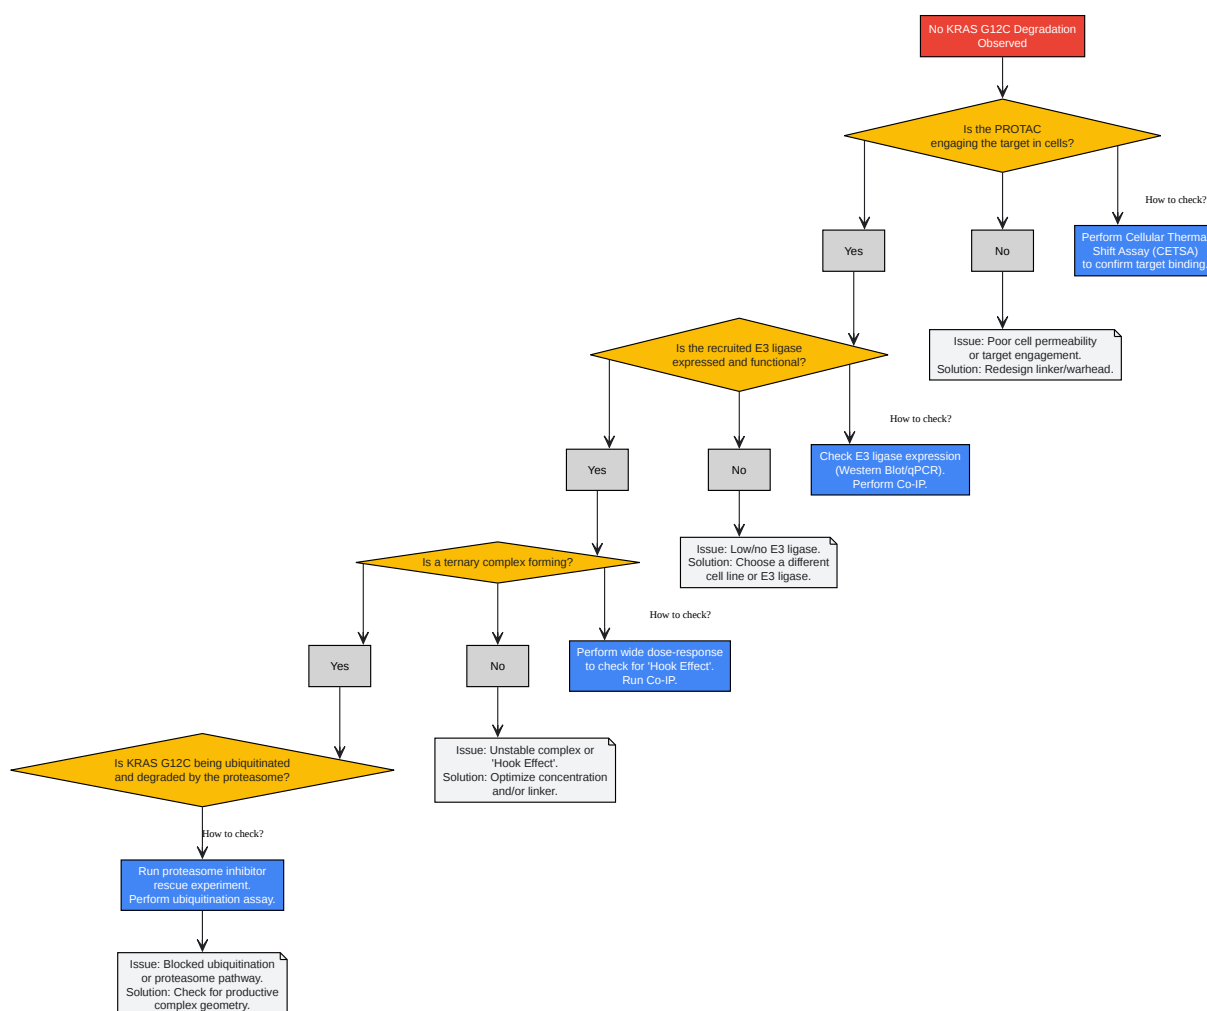 No KRAS G12C Degradation
Observed
Is the PROTAC
engaging the target in cells?
How to check?
Perform Cellular Therma
Shift Assay (CETSA)
to confirm target binding.
Yes
No
Issue: Poor cell permeability
or target engagement.
Solution: Redesign linker/warhead.
Is the recruited E3 ligase
expressed and functional?
How to check?
Check E3 ligase expression
(Western Blot/qPCR).
Perform Co-IP.
Yes
No
Issue: Low/no E3 ligase.
Solution: Choose a different
cell line or E3 ligase.
Is a ternary complex forming?
How to check?
Perform wide dose-response
to check for 'Hook Effect'.
Run Co-IP.
Yes
No
Issue: Unstable complex or
'Hook Effect'.
Solution: Optimize concentration
and/or linker.
Is KRAS G12C being ubiquitinated
and degraded by the proteasome?
How to check?
Run proteasome inhibitor
rescue experiment.
Perform ubiquitination assay.
Issue: Blocked ubiquitination
or proteasome pathway.
Solution: Check for productive
complex geometry.